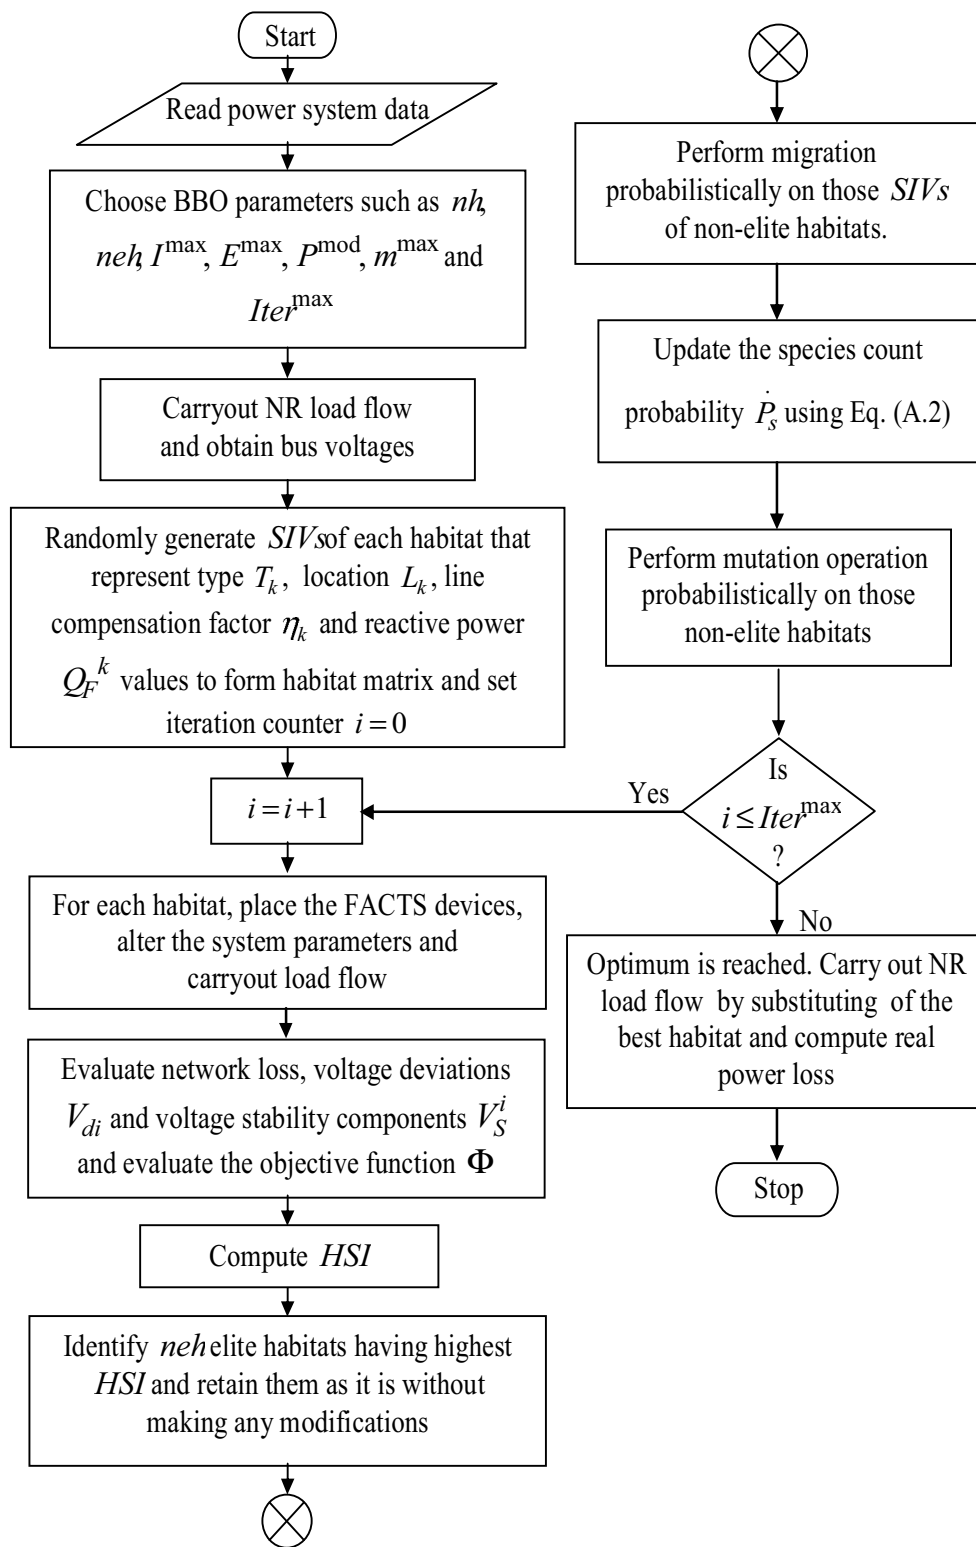 Start
Read power system data
Choose BBO parameters such as nh,
neh, I^max, E^max, P^mod, m^max and
Iter^max
Carryout NR load flow
and obtain bus voltages
Randomly generate SIVs of each habitat that
represent type T_k, location L_k, line
compensation factor η_k and reactive power
Q_F^k values to form habitat matrix and set
iteration counter i = 0
i = i+1
For each habitat, place the FACTS devices,
alter the system parameters and
carryout load flow
Evaluate network loss, voltage deviations
V_di and voltage stability components V_S^i
and evaluate the objective function Φ
Compute HSI
Identify neh elite habitats having highest
HSI and retain them as it is without
making any modifications
Perform migration
probabilistically on those SIVs
of non-elite habitats.
Update the species count
probability Ṗ_s using Eq. (A.2)
Perform mutation operation
probabilistically on those
non-elite habitats
Is
i ≤ Iter^max
?
Yes
No
Optimum is reached. Carry out NR
load flow by substituting of the
best habitat and compute real
power loss
Stop